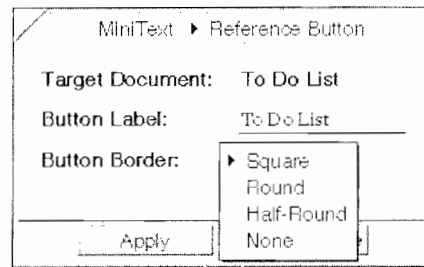 MiniText ▸ Reference Button
Target Document: To Do List
Button Label: To Do List
Button Border: ▸ Square
Round
Half-Round
None
Apply